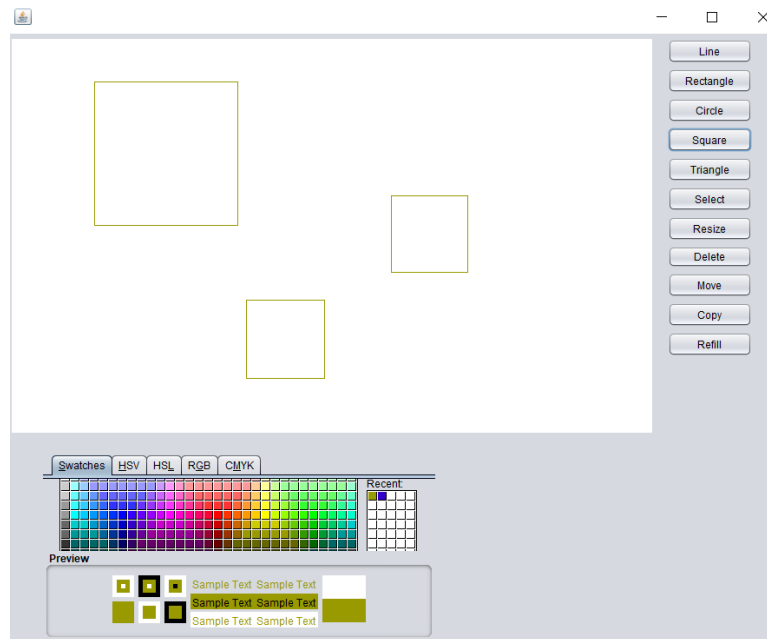 Line
Rectangle
Circle
Square
Triangle
Select
Resize
Delete
Move
Copy
Refill
Swatches HSV HSL RGB CMYK
Recent:
Preview
Sample Text Sample Text
Sample Text Sample Text
Sample Text Sample Text